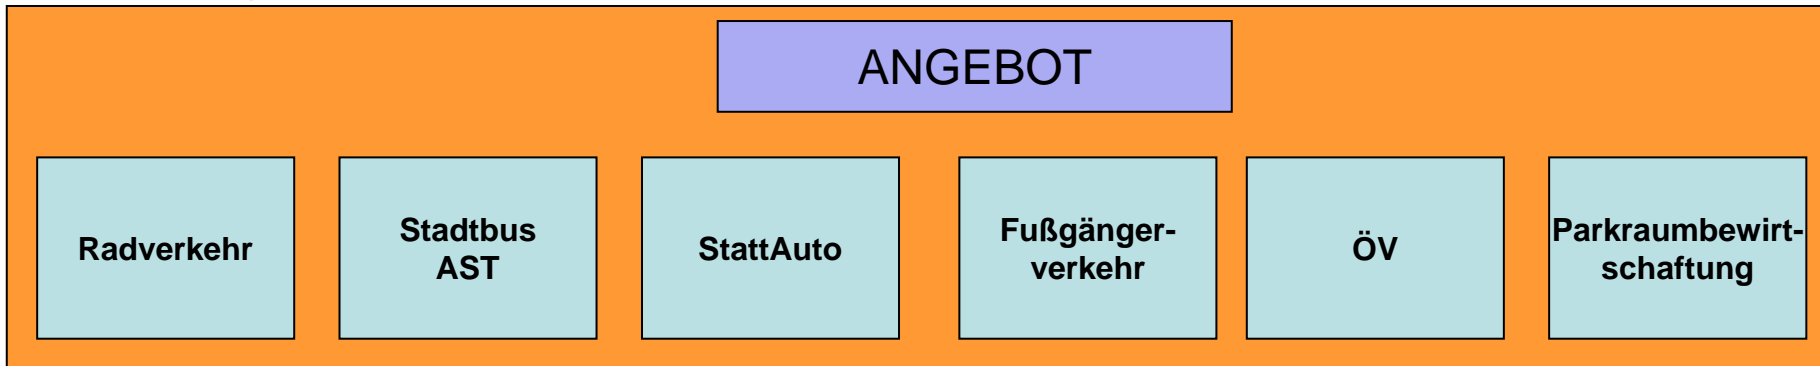 ANGEBOT
Radverkehr
Stadtbus
AST
StattAuto
Fußgänger-
verkehr
ÖV
Parkraumbewirt-
schaftung